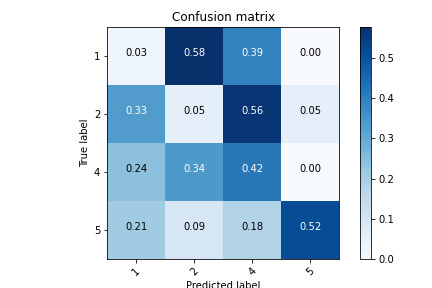 Confusion matrix
1 0.03 0.58 0.39 0.00
2 0.33 0.05 0.56 0.05
4 0.24 0.34 0.42 0.00
5 0.21 0.09 0.18 0.52
1 2 4 5
True label
Predicted label
0.5
0.4
0.3
0.2
0.1
0.0